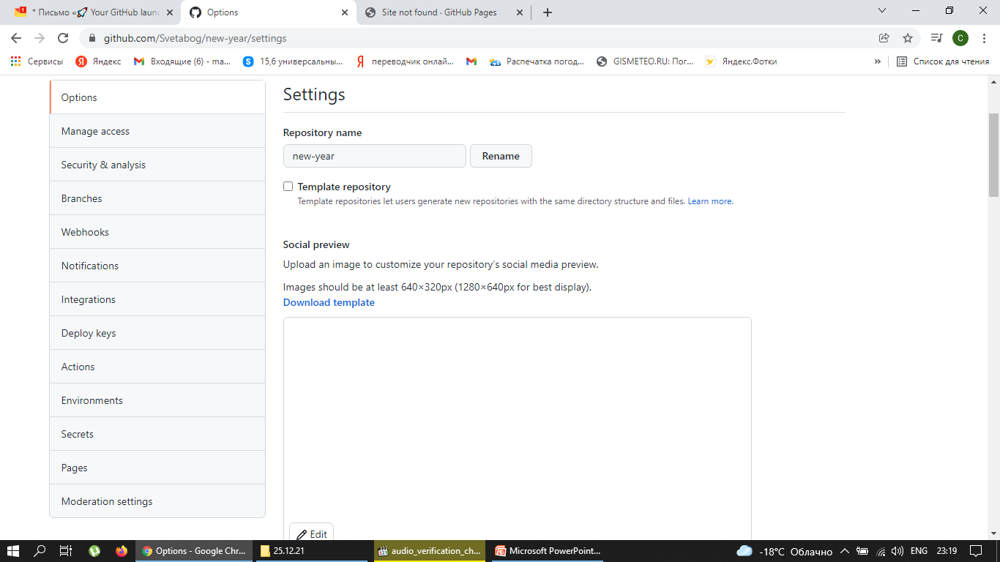 * Письмо «🚀 Your GitHub laun
Options
Site not found · GitHub Pages
github.com/Svetabog/new-year/settings
C
Сервисы
Яндекс
Входящие (6) - ma...
15,6 универсальны...
переводчик онлай...
Распечатка погод...
GISMETEO.RU: Пог...
Яндекс.Фотки
»
Список для чтения
Options
Manage access
Security & analysis
Branches
Webhooks
Notifications
Integrations
Deploy keys
Actions
Environments
Secrets
Pages
Moderation settings
Settings
Repository name
new-year
Rename
Template repository
Template repositories let users generate new repositories with the same directory structure and files. Learn more.
Social preview
Upload an image to customize your repository's social media preview.
Images should be at least 640×320px (1280×640px for best display).
Download template
Edit
Options - Google Chr...
25.12.21
audio_verification_ch...
Microsoft PowerPoint...
-18°C Облачно
ENG
23:19